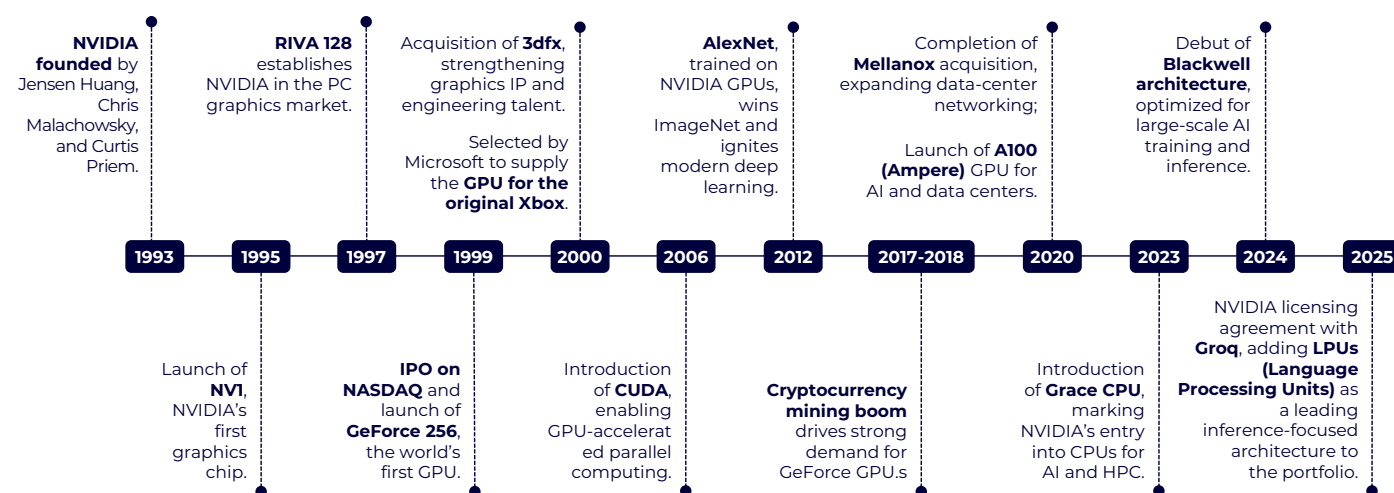 NVIDIA
founded by
Jensen Huang,
Chris
Malachowsky,
and Curtis
Priem.
RIVA 128
establishes
NVIDIA in the PC
graphics market.
Acquisition of 3dfx,
strengthening
graphics IP and
engineering talent.
Selected by
Microsoft to supply
the GPU for the
original Xbox.
AlexNet,
trained on
NVIDIA GPUs,
wins
ImageNet and
ignites
modern deep
learning.
Completion of
Mellanox acquisition,
expanding data-center
networking;
Launch of A100
(Ampere) GPU for
AI and data centers.
Debut of
Blackwell
architecture,
optimized for
large-scale AI
training and
inference.
1993 1995 1997 1999 2000 2006 2012 2017-2018 2020 2023 2024 2025
Launch of
NV1,
NVIDIA's
first
graphics
chip.
IPO on
NASDAQ and
launch of
GeForce 256,
the world's
first GPU.
Introduction
of CUDA,
enabling
GPU-accelerat
ed parallel
computing.
Cryptocurrency
mining boom
drives strong
demand for
GeForce GPU.s
Introduction
of Grace CPU,
marking
NVIDIA's entry
into CPUs for
AI and HPC.
NVIDIA licensing
agreement with
Groq, adding LPUs
(Language
Processing Units) as
a leading
inference-focused
architecture to
the portfolio.